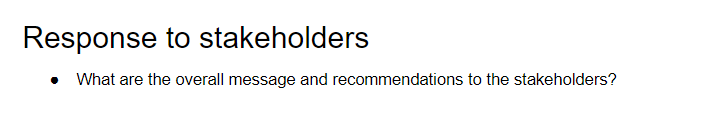 Response to stakeholders
● What are the overall message and recommendations to the stakeholders?